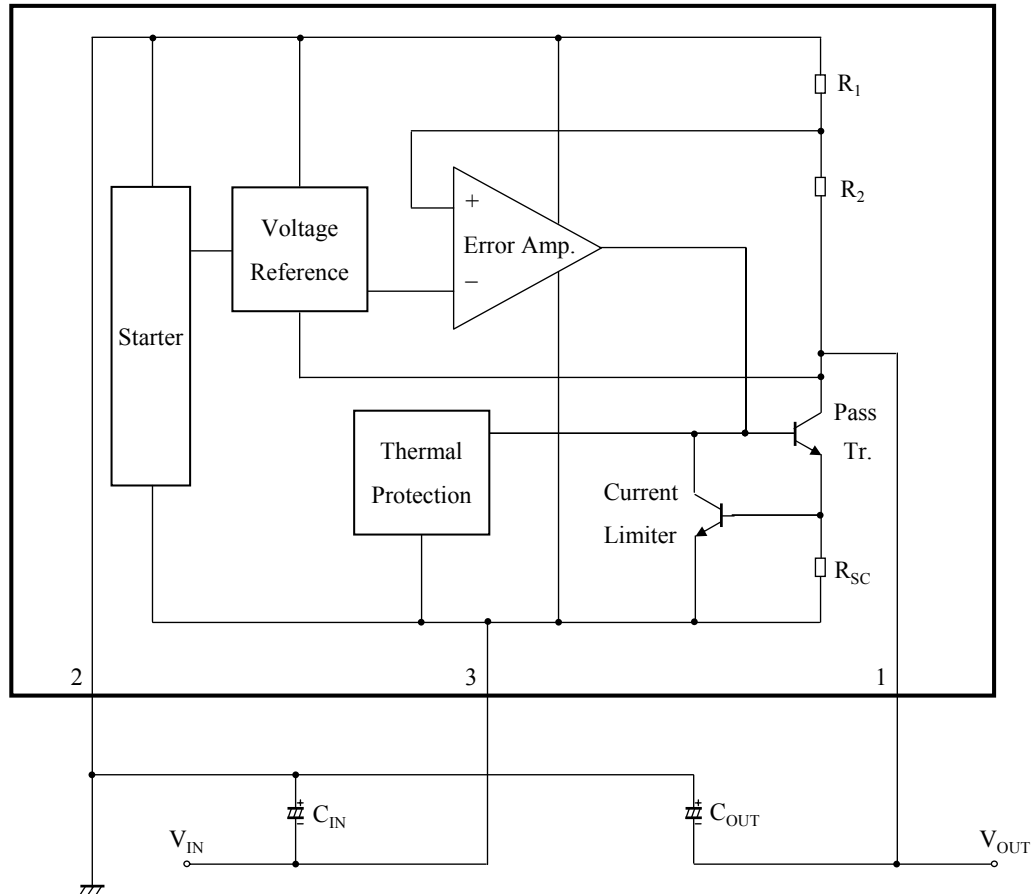 R1
R2
+
Error Amp.
−
Voltage
Reference
Starter
Pass
Tr.
Thermal
Protection
Current
Limiter
RSC
2
3
1
+
−
CIN
+
−
COUT
VIN
VOUT